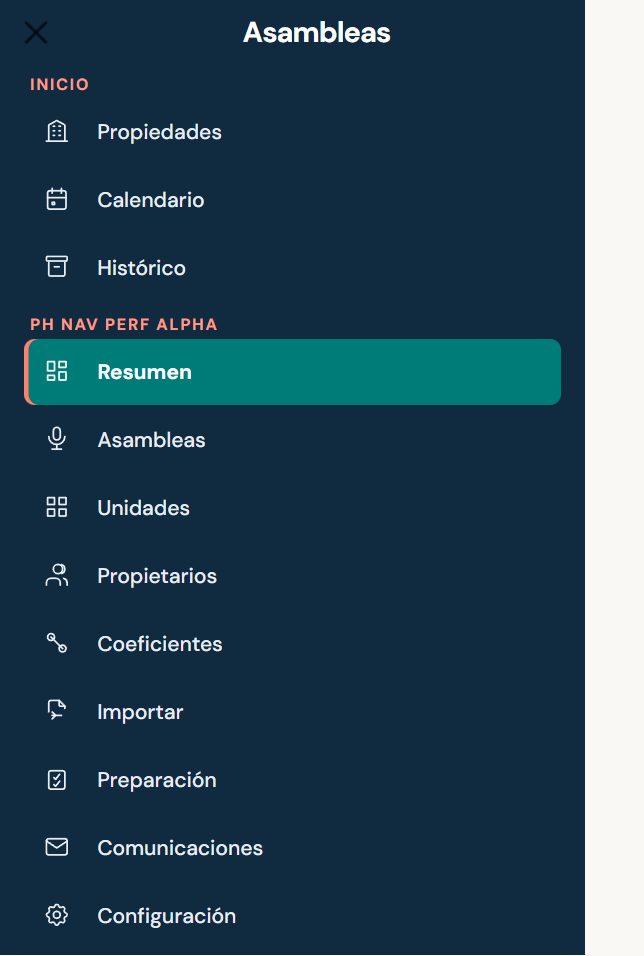 Asambleas
INICIO
Propiedades
Calendario
Histórico
PH NAV PERF ALPHA
Resumen
Asambleas
Unidades
Propietarios
Coeficientes
Importar
Preparación
Comunicaciones
Configuración